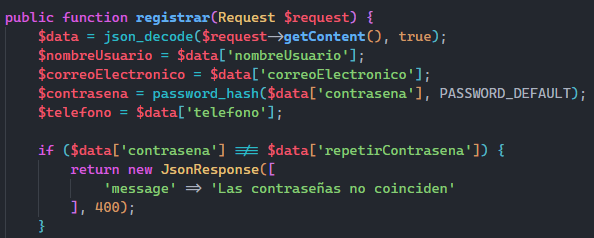 public function registrar(Request $request) {
    $data = json_decode($request->getContent(), true);
    $nombreUsuario = $data['nombreUsuario'];
    $correoElectronico = $data['correoElectronico'];
    $contrasena = password_hash($data['contrasena'], PASSWORD_DEFAULT);
    $telefono = $data['telefono'];

    if ($data['contrasena'] !== $data['repetirContrasena']) {
        return new JsonResponse([
            'message' => 'Las contraseñas no coinciden'
        ], 400);
    }